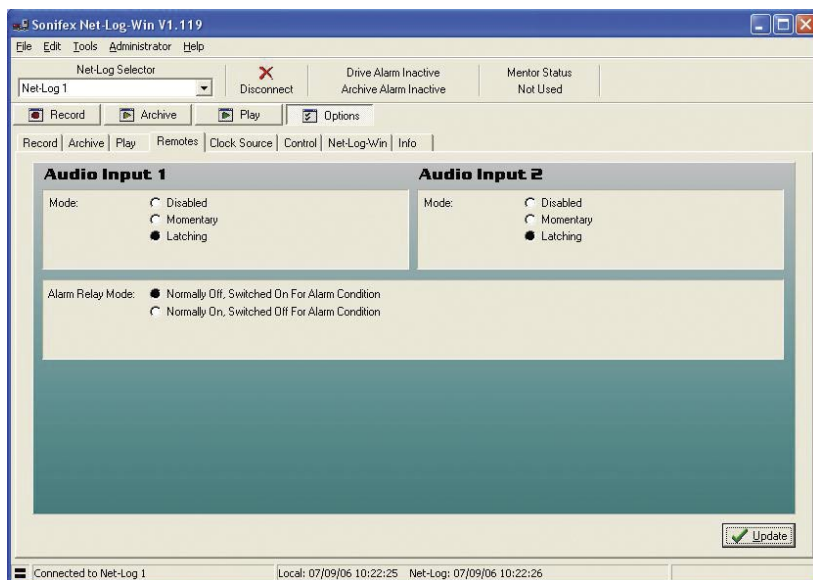 Sonifex Net-Log-Win V1.119
File Edit Tools Administrator Help
Net-Log Selector
Net-Log 1
Disconnect
Drive Alarm Inactive
Archive Alarm Inactive
Mentor Status
Not Used
Record Archive Play Options
Record Archive Play Remotes Clock Source Control Net-Log-Win Info
Audio Input 1
Mode: Disabled
Momentary
Latching
Audio Input 2
Mode: Disabled
Momentary
Latching
Alarm Relay Mode: Normally Off, Switched On For Alarm Condition
Normally On, Switched Off For Alarm Condition
Update
Connected to Net-Log 1 Local: 07/09/06 10:22:25 Net-Log: 07/09/06 10:22:26